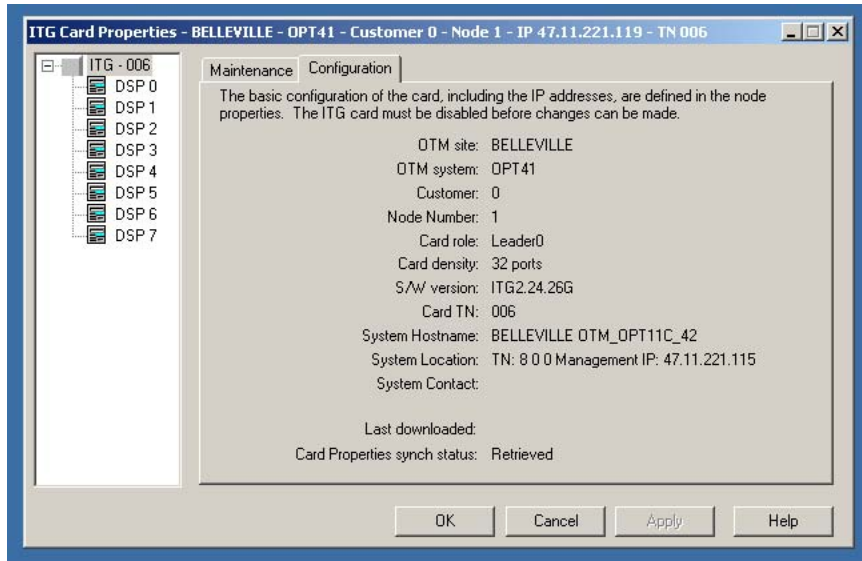 ITG Card Properties - BELLEVILLE - OPT41 - Customer 0 - Node 1 - IP 47.11.221.119 - TN 006
ITG - 006
DSP 0
DSP 1
DSP 2
DSP 3
DSP 4
DSP 5
DSP 6
DSP 7
Maintenance Configuration
The basic configuration of the card, including the IP addresses, are defined in the node
properties. The ITG card must be disabled before changes can be made.
OTM site: BELLEVILLE
OTM system: OPT41
Customer: 0
Node Number: 1
Card role: Leader0
Card density: 32 ports
S/W version: ITG2.24.26G
Card TN: 006
System Hostname: BELLEVILLE OTM_OPT11C_42
System Location: TN: 8 0 0 Management IP: 47.11.221.115
System Contact:
Last downloaded:
Card Properties synch status: Retrieved
OK Cancel Apply Help